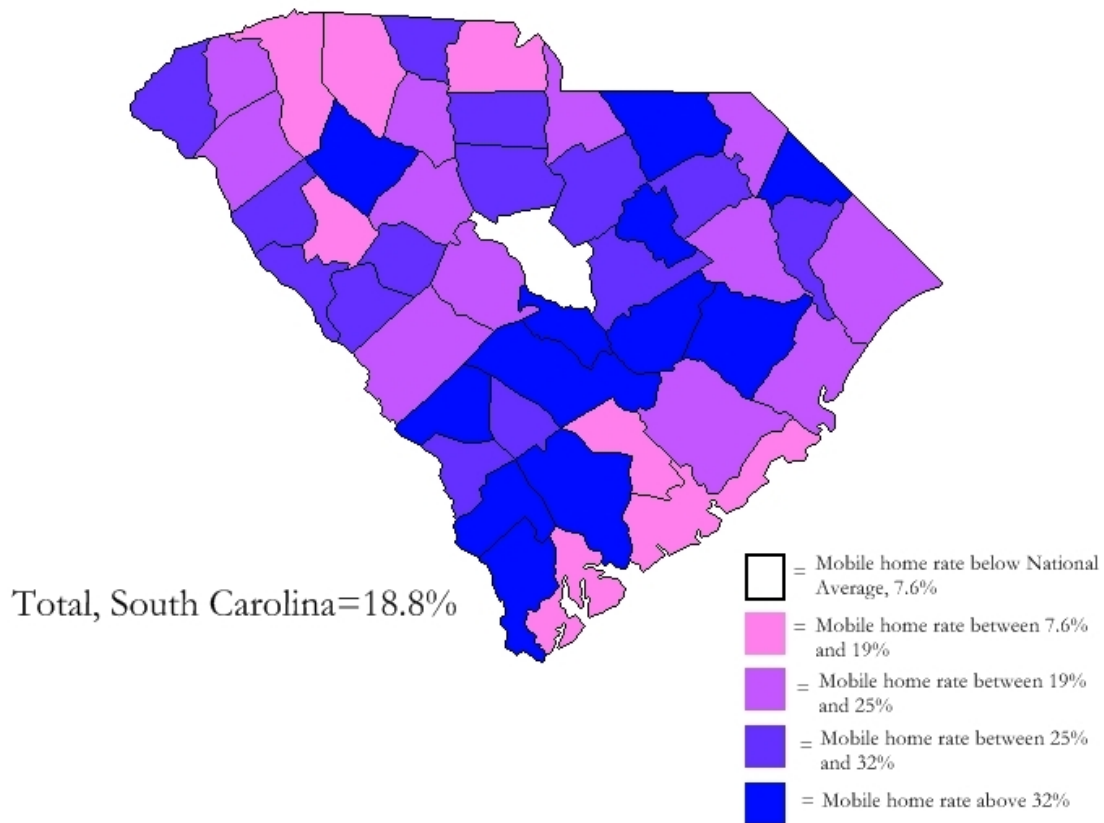 Total, South Carolina=18.8%
= Mobile home rate below National
Average, 7.6%
= Mobile home rate between 7.6%
and 19%
= Mobile home rate between 19%
and 25%
= Mobile home rate between 25%
and 32%
= Mobile home rate above 32%